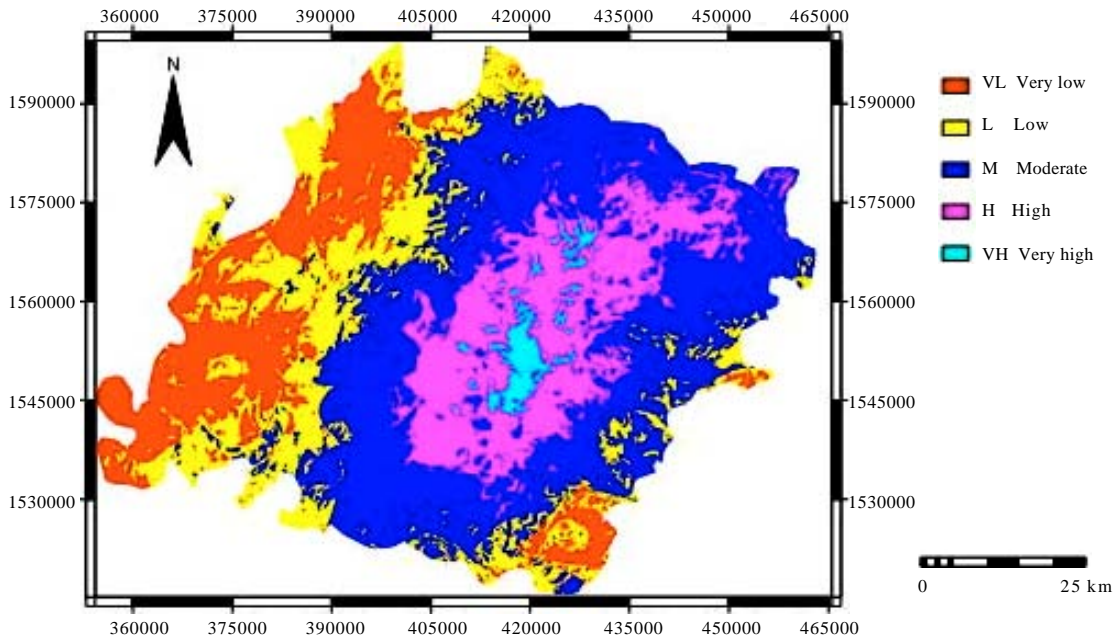 360000 375000 390000 405000 420000 435000 450000 465000
N
1590000 1590000
1575000 1575000
1560000 1560000
1545000 1545000
1530000 1530000
360000 375000 390000 405000 420000 435000 450000 465000
VL Very low
L Low
M Moderate
H High
VH Very high
0 25 km